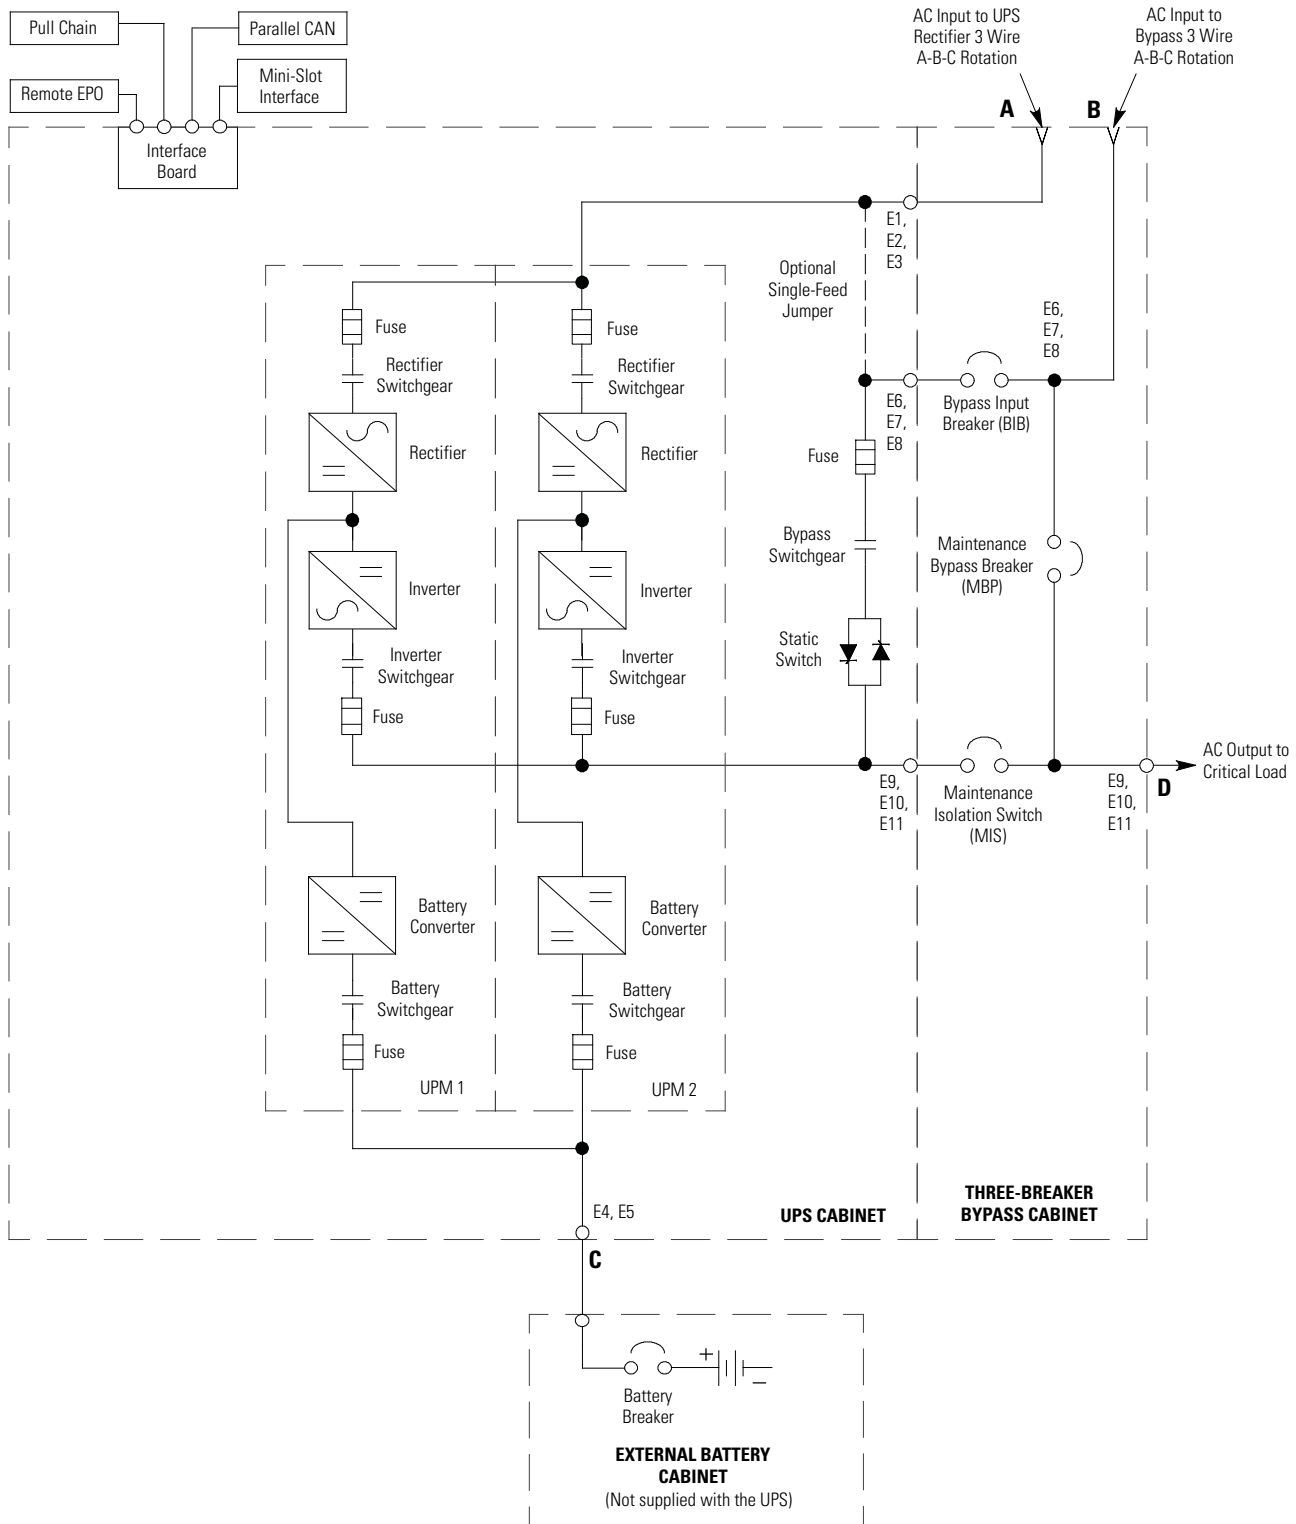 Pull Chain
Parallel CAN
Remote EPO
Mini-Slot
Interface
Interface
Board
AC Input to UPS
Rectifier 3 Wire
A-B-C Rotation
AC Input to
Bypass 3 Wire
A-B-C Rotation
A
B
E1,
E2,
E3
Optional
Single-Feed
Jumper
E6,
E7,
E8
Fuse
Fuse
Rectifier
Switchgear
Rectifier
Switchgear
E6,
E7,
E8
Bypass Input
Breaker (BIB)
Rectifier
Rectifier
Fuse
Bypass
Switchgear
Maintenance
Bypass Breaker
(MBP)
Inverter
Inverter
Static
Switch
Inverter
Switchgear
Inverter
Switchgear
Fuse
Fuse
E9,
E10,
E11
Maintenance
Isolation Switch
(MIS)
E9,
E10,
E11
D
AC Output to
Critical Load
Battery
Converter
Battery
Converter
Battery
Switchgear
Battery
Switchgear
Fuse
Fuse
UPM 1
UPM 2
E4, E5
UPS CABINET
THREE-BREAKER
BYPASS CABINET
C
+
–
Battery
Breaker
EXTERNAL BATTERY
CABINET
(Not supplied with the UPS)